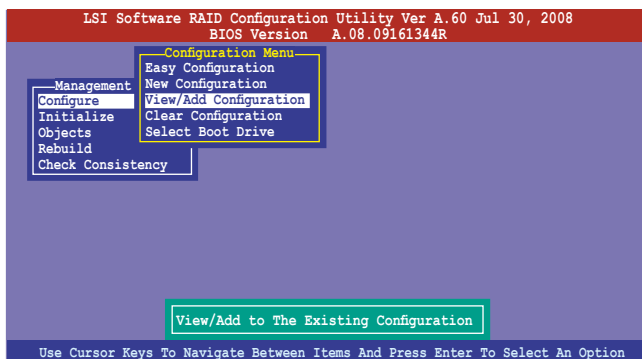 LSI Software RAID Configuration Utility Ver A.60 Jul 30, 2008
BIOS Version A.08.09161344R
Configuration Menu
Easy Configuration
New Configuration
View/Add Configuration
Clear Configuration
Select Boot Drive
Management
Configure
Initialize
Objects
Rebuild
Check Consistency
View/Add to The Existing Configuration
Use Cursor Keys To Navigate Between Items And Press Enter To Select An Option